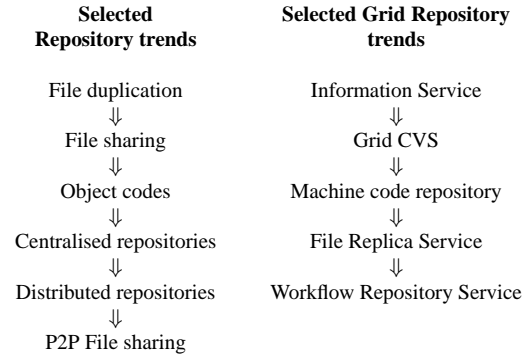 Selected
Repository trends
File duplication
⇓
File sharing
⇓
Object codes
⇓
Centralised repositories
⇓
Distributed repositories
⇓
P2P File sharing
Selected Grid Repository
trends
Information Service
⇓
Grid CVS
⇓
Machine code repository
⇓
File Replica Service
⇓
Workflow Repository Service